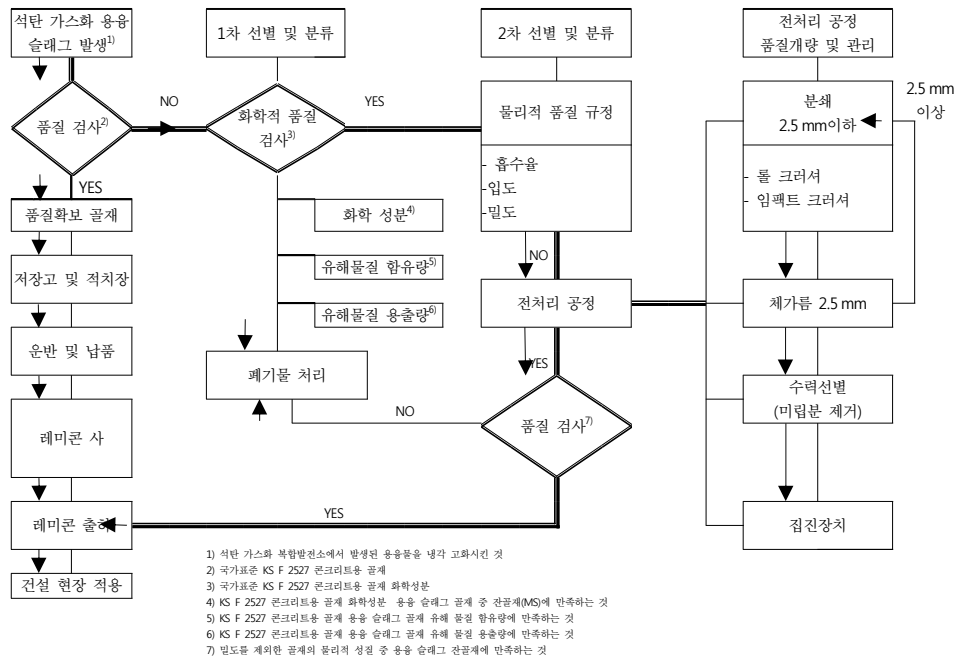 석탄 가스화 용융
슬래그 발생1)
1차 선별 및 분류
2차 선별 및 분류
전처리 공정
품질개량 및 관리
품질 검사2)
NO
화학적 품질
검사3)
YES
물리적 품질 규정
- 흡수율
-입도
-밀도
분쇄
2.5 mm이하
2.5 mm
이상
- 롤 크러셔
- 임팩트 크러셔
YES
품질확보 골재
화학 성분4)
저장고 및 적치장
유해물질 함유량5)
NO
전처리 공정
체가름 2.5 mm
유해물질 용출량6)
운반 및 납품
폐기물 처리
YES
수력선별
(미립분 제거)
NO
품질 검사7)
레미콘 사
YES
레미콘 출하
집진장치
건설 현장 적용
1) 석탄 가스화 복합발전소에서 발생된 용융물을 냉각 고화시킨 것
2) 국가표준 KS F 2527 콘크리트용 골재
3) KS F 2527 콘크리트용 골재 화학성분
4) KS F 2527 콘크리트용 골재 화학성분 용융 슬래그 골재 중 잔골재(MS)에 만족하는 것
5) KS F 2527 콘크리트용 골재 용융 슬래그 골재 유해 물질 함유량에 만족하는 것
6) KS F 2527 콘크리트용 골재 용융 슬래그 골재 유해 물질 용출량에 만족하는 것
7) 밀도를 제외한 골재의 물리적 성질 중 용융 슬래그 잔골재에 만족하는 것